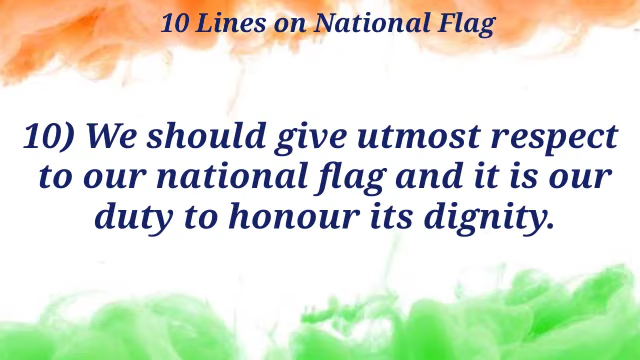 10 Lines on National Flag
10) We should give utmost respect
to our national flag and it is our
duty to honour its dignity.